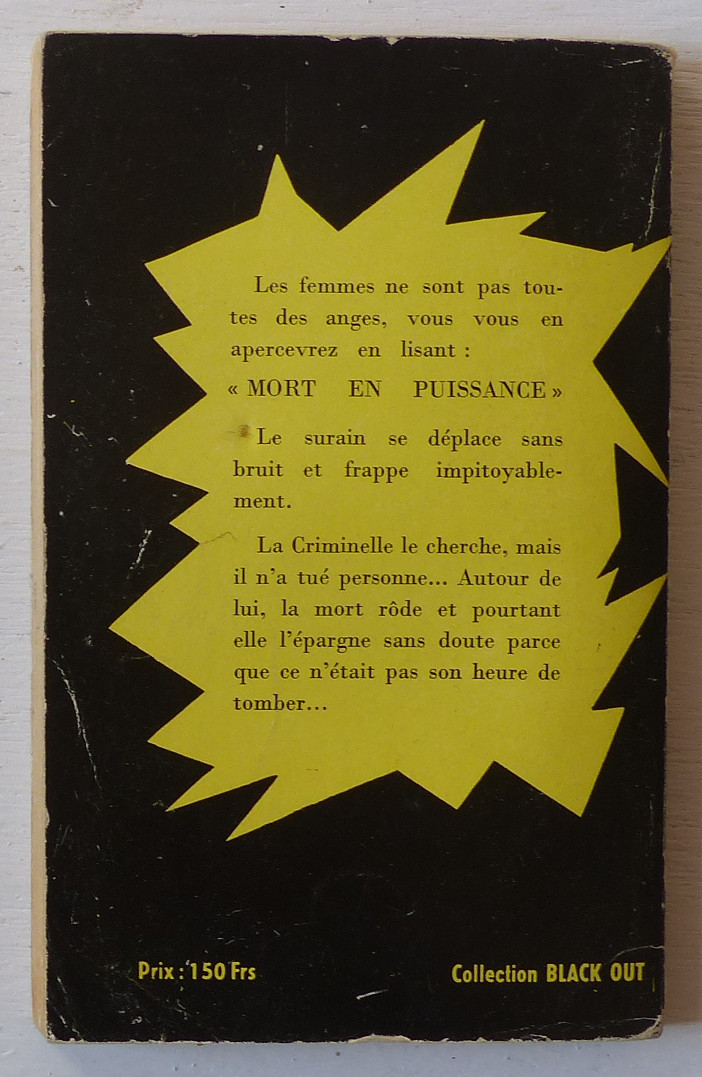 Les femmes ne sont pas tou-
tes des anges, vous vous en
apercevrez en lisant :
« MORT EN PUISSANCE »
Le surain se déplace sans
bruit et frappe impitoyable-
ment.
La Criminelle le cherche, mais
il n'a tué personne... Autour de
lui, la mort rôde et pourtant
elle l'épargne sans doute parce
que ce n'était pas son heure de
tomber...
Prix : 150 Frs
Collection BLACK OUT